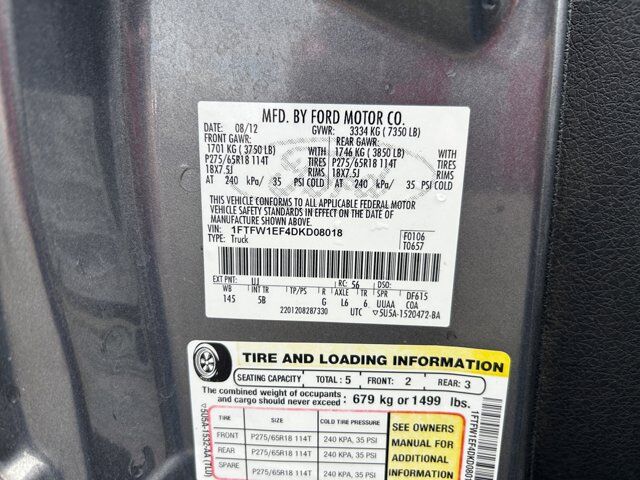 MFD. BY FORD MOTOR CO.
DATE: 08/12 GVWR: 3334 KG ( 7350 LB)
FRONT GAWR: REAR GAWR:
1701 KG ( 3750 LB) WITH 1746 KG ( 3850 LB) WITH
P275/65R18 114T TIRES P275/65R18 114T TIRES
18X7.5J RIMS 18X7.5J RIMS
AT 240 kPa/ 35 PSI COLD AT 240 kPa/ 35 PSI COLD
THIS VEHICLE CONFORMS TO ALL APPLICABLE FEDERAL MOTOR
VEHICLE SAFETY STANDARDS IN EFFECT ON THE DATE OF
MANUFACTURE SHOWN ABOVE.
VIN: 1FTFW1EF4DKD08018 F0106
TYPE: Truck T0657
EXT PNT: UJ RC: 56 DSO:
WB INT TR TP/PS R AXLE TR SPR DF615
145 5B G L6 6 UUAA COA
2201208287330 UTC ▽5U5A-1520472-BA
TIRE AND LOADING INFORMATION
SEATING CAPACITY TOTAL : 5 FRONT: 2 REAR: 3
The combined weight of occupants
and cargo should never exceed: 679 kg or 1499 lbs.
TIRE SIZE COLD TIRE PRESSURE
FRONT P275/65R18 114T 240 KPA, 35 PSI
REAR P275/65R18 114T 240 KPA, 35 PSI
SPARE P275/65R18 114T 240 KPA, 35 PSI
SEE OWNERS
MANUAL FOR
ADDITIONAL
INFORMATION
1FTFW1EF4DKD0801